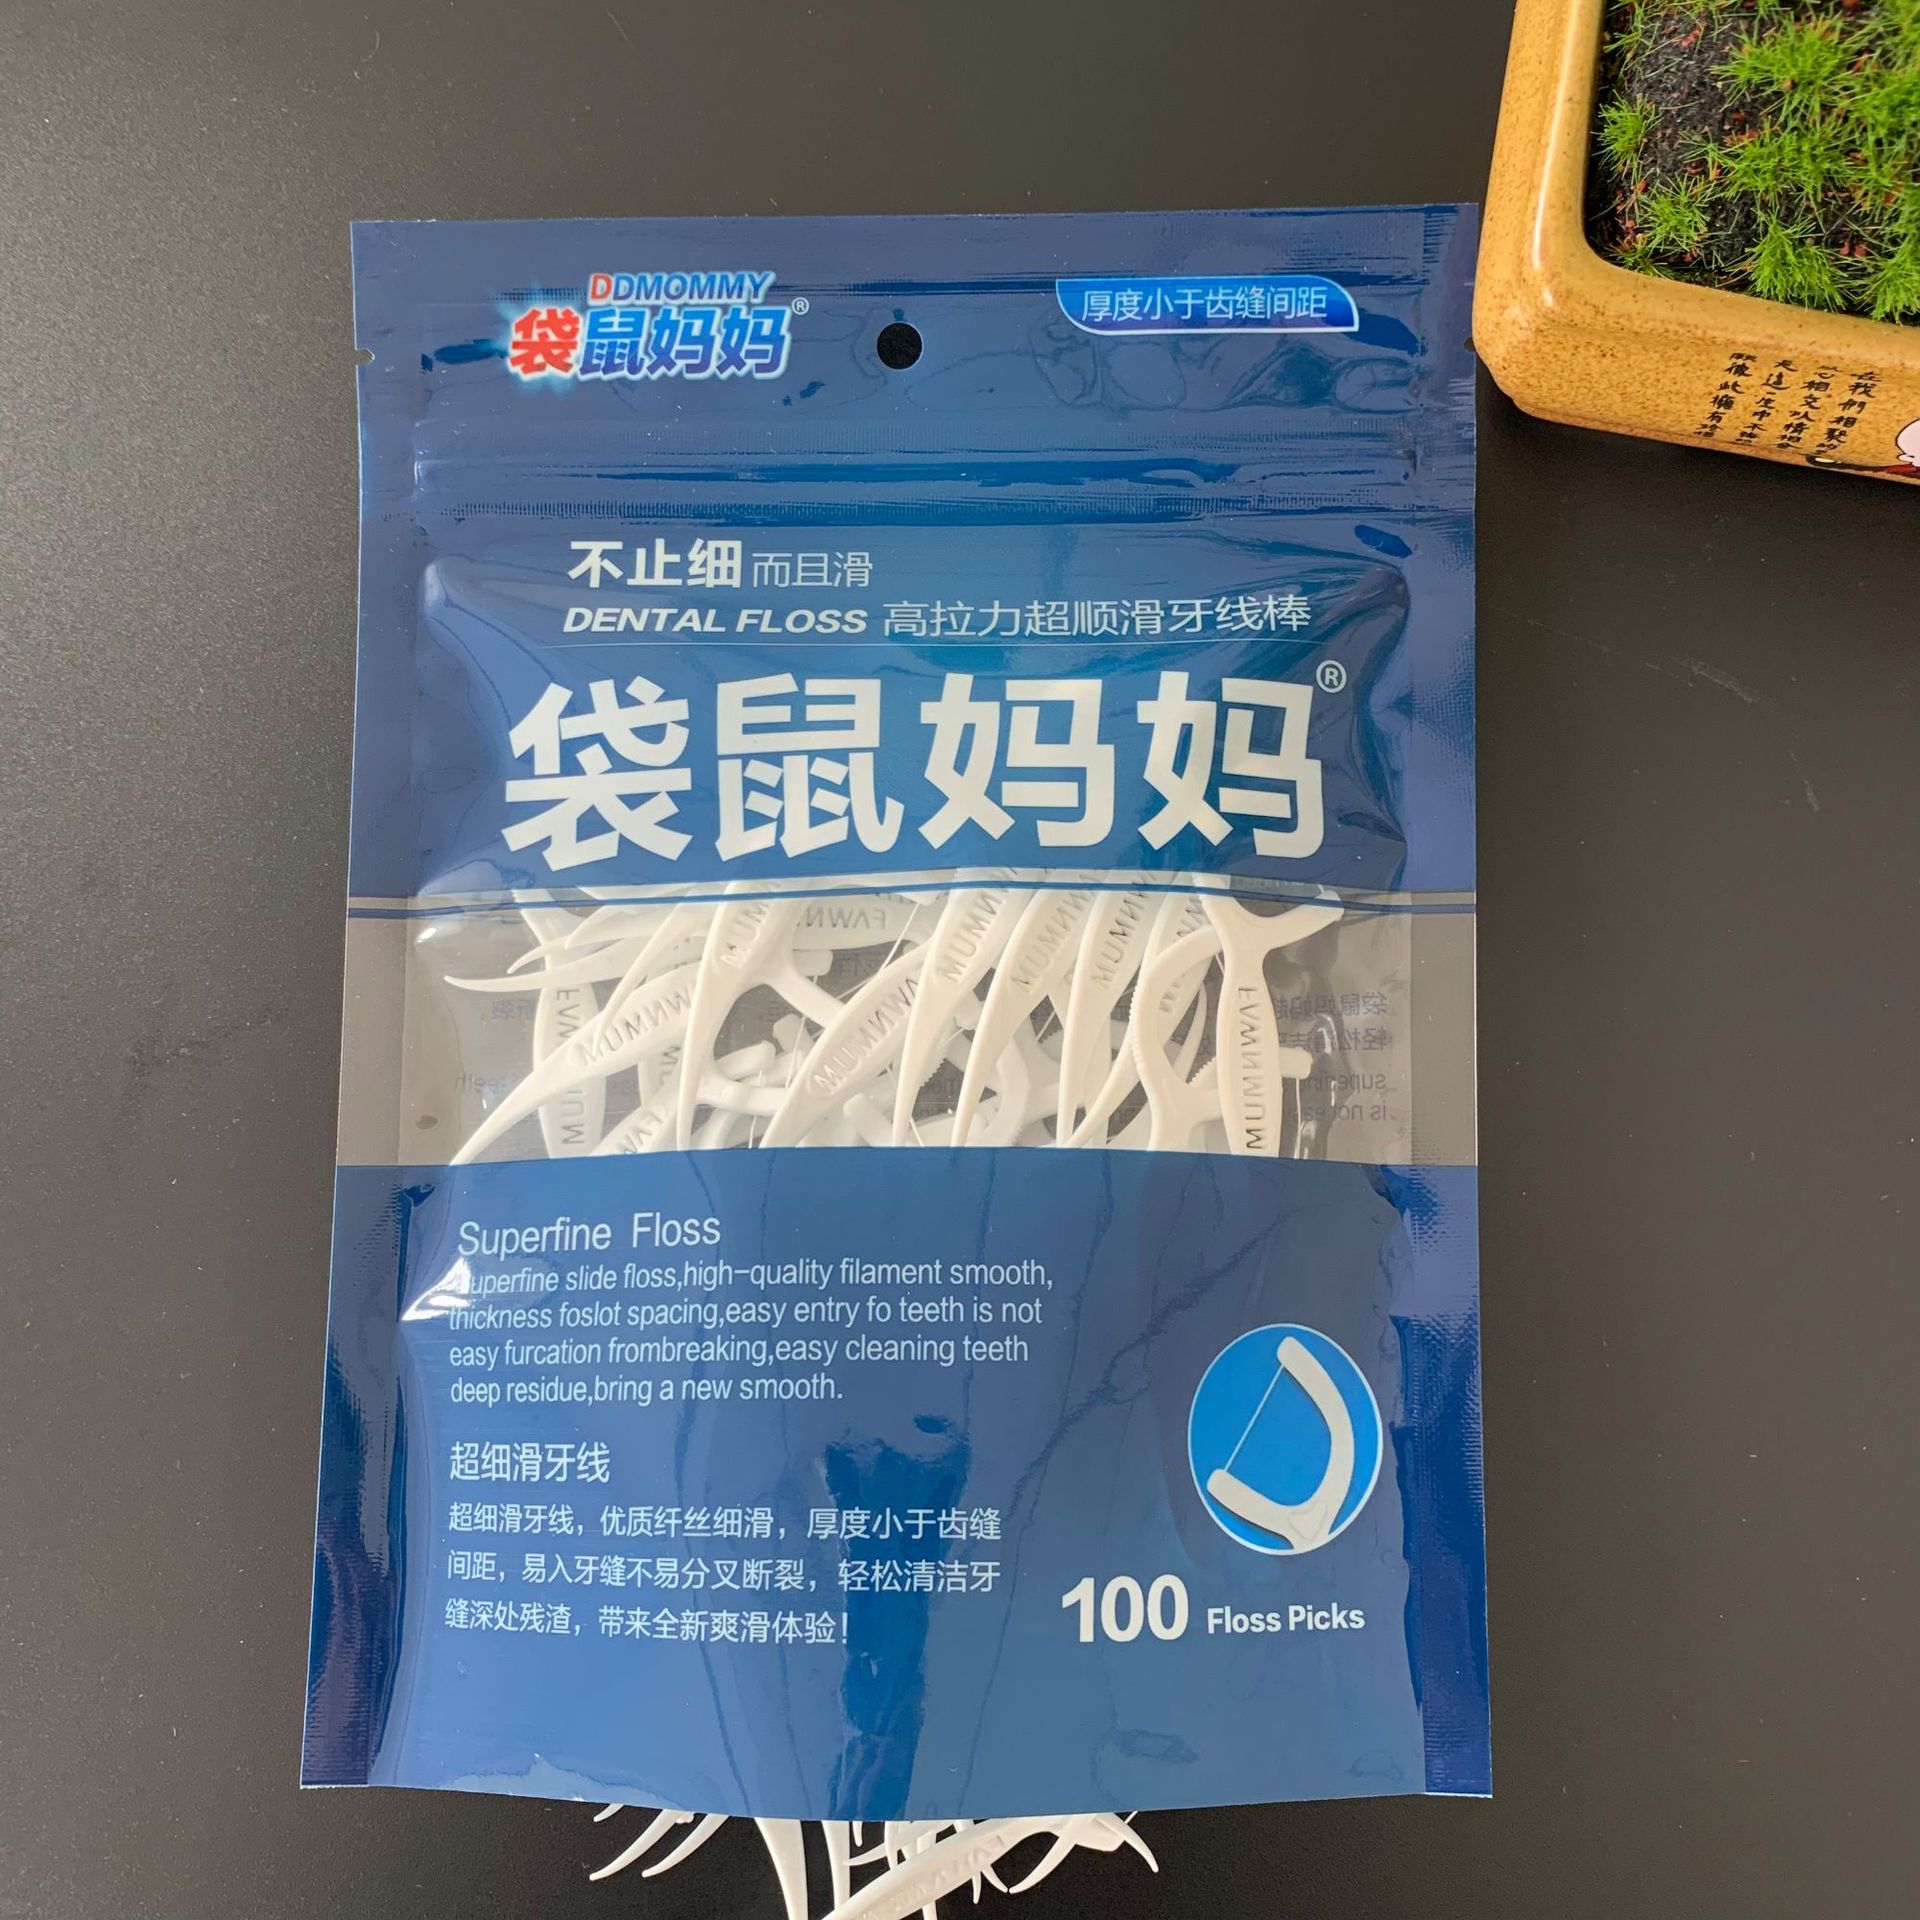 DDMOMMY
袋鼠妈妈®
厚度小于齿缝间距
不止细而且滑
DENTAL FLOSS 高拉力超顺滑牙线棒
袋鼠妈妈®
FAWNMUM
FAWNMUM
FAWNMUM
Superfine Floss
superfine slide floss,high-quality filament smooth,
thickness foslot spacing,easy entry fo teeth is not
easy furcation frombreaking,easy cleaning teeth
deep residue,bring a new smooth.
超细滑牙线
超细滑牙线，优质纤丝细滑，厚度小于齿缝
间距，易入牙缝不易分叉断裂，轻松清洁牙
缝深处残渣，带来全新爽滑体验！
100 Floss Picks